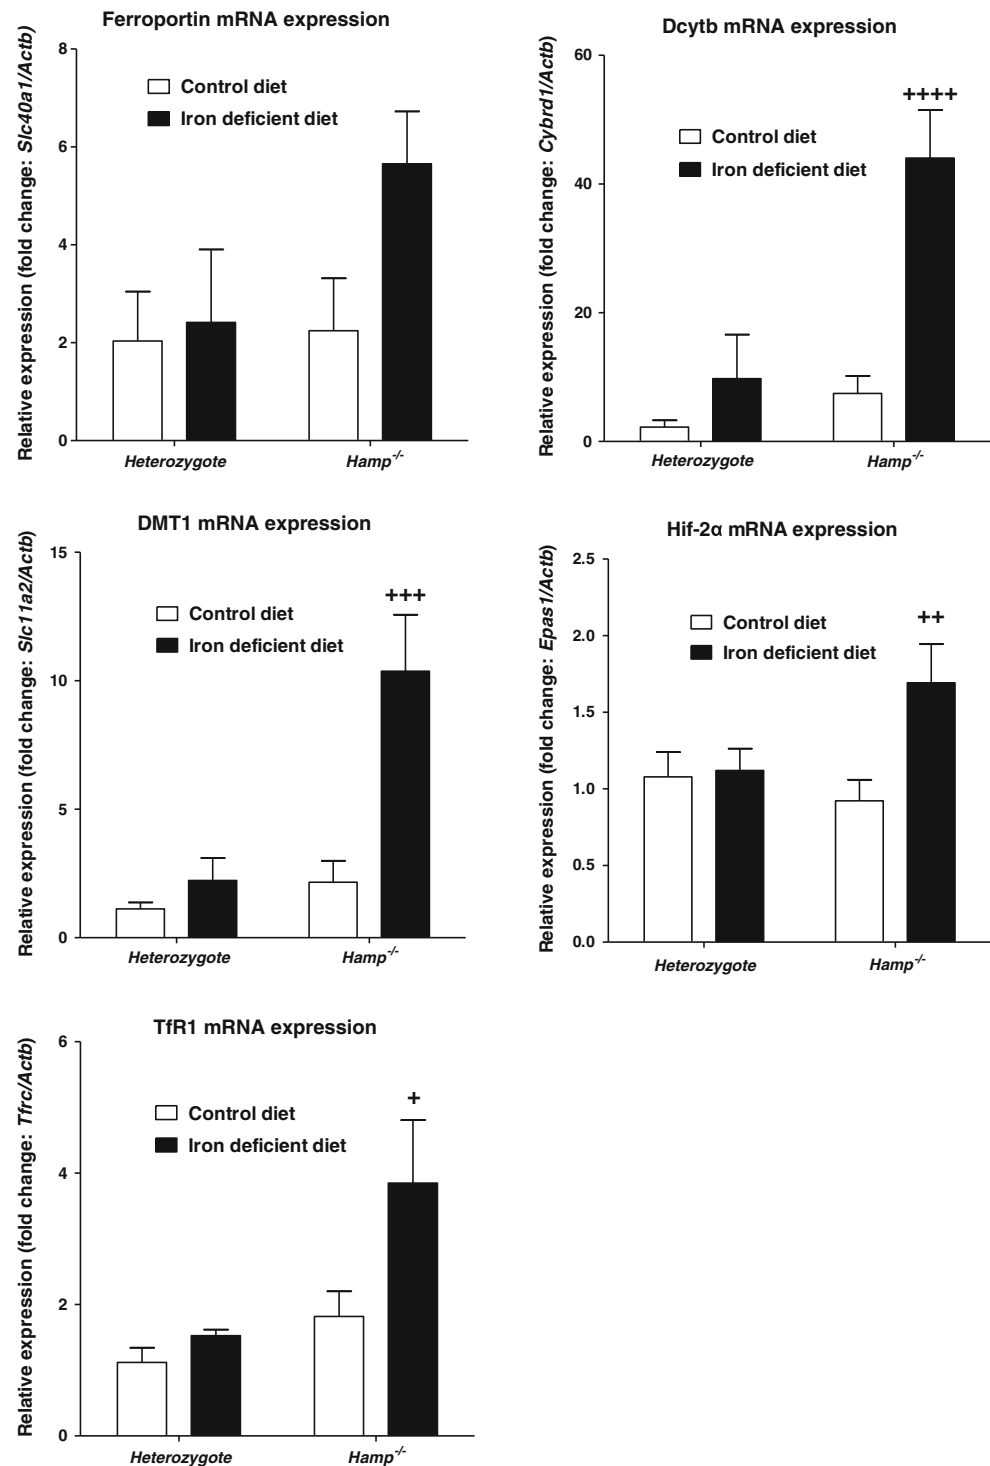 Ferroportin mRNA expression
Relative expression (fold change: Slc40a1/Actb)
8
6
4
2
0
Control diet
Iron deficient diet
Heterozygote
Hamp-/-
Dcytb mRNA expression
Relative expression (fold change: Cybrd1/Actb)
60
40
20
0
Control diet
Iron deficient diet
++++
Heterozygote
Hamp-/-
DMT1 mRNA expression
Relative expression (fold change: Slc11a2/Actb)
15
10
5
0
Control diet
Iron deficient diet
+++
Heterozygote
Hamp-/-
Hif-2α mRNA expression
Relative expression (fold change: Epas1/Actb)
2.5
2.0
1.5
1.0
0.5
0.0
Control diet
Iron deficient diet
++
Heterozygote
Hamp-/-
TfR1 mRNA expression
Relative expression (fold change: Tfrc/Actb)
6
4
2
0
Control diet
Iron deficient diet
+
Heterozygote
Hamp-/-